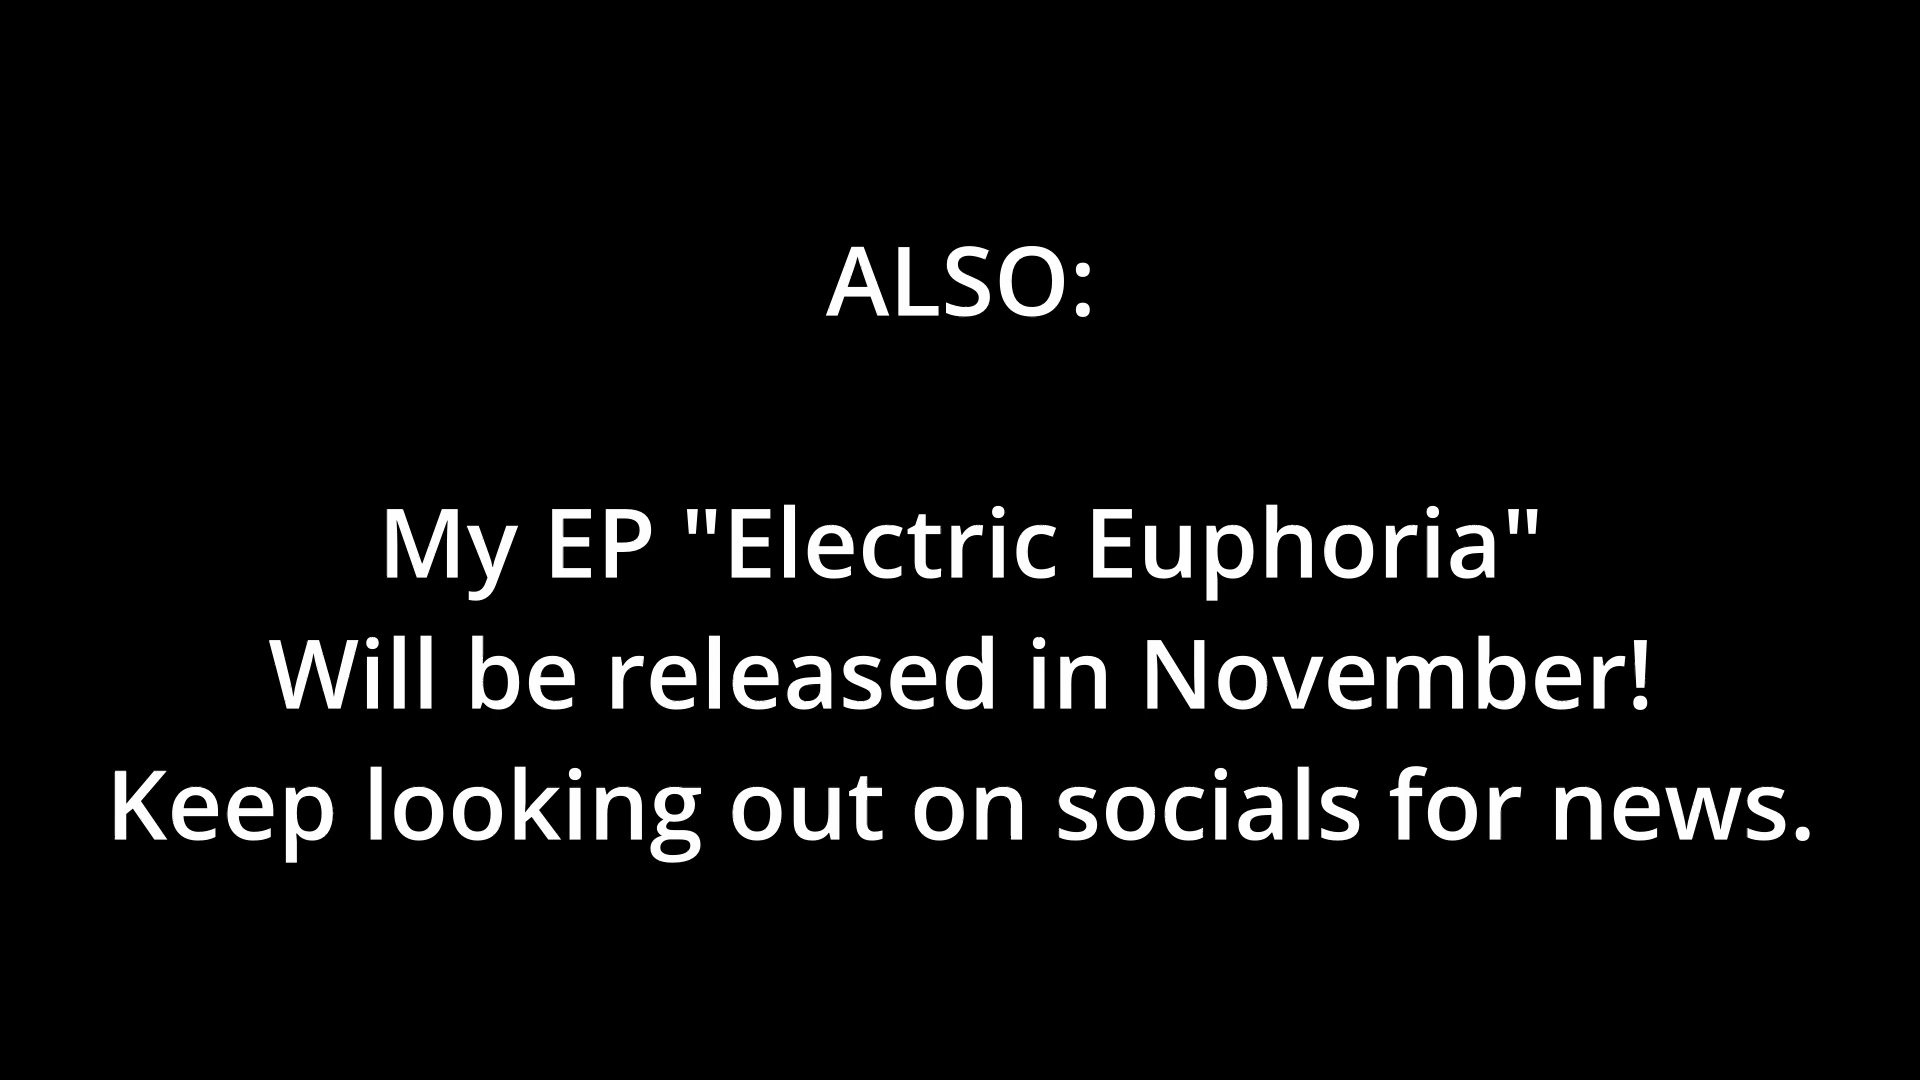 ALSO:
My EP "Electric Euphoria"
Will be released in November!
Keep looking out on socials for news.